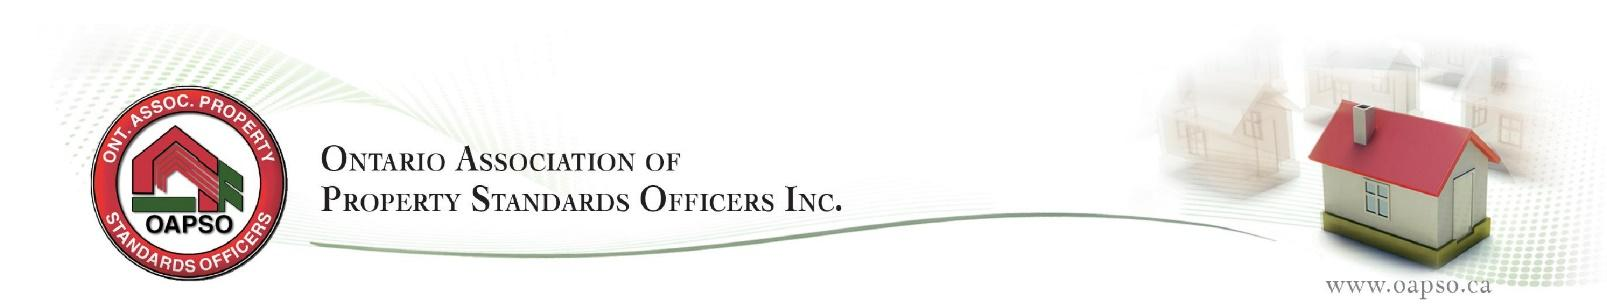 ONT. ASSOC. PROPERTY
STANDARDS OFFICERS
OAPSO
ONTARIO ASSOCIATION OF
PROPERTY STANDARDS OFFICERS INC.
www.oapso.ca